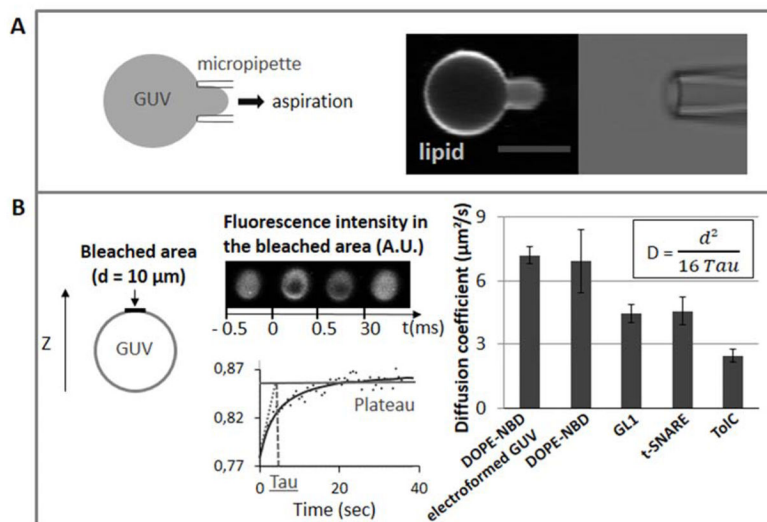 A
micropipette
GUV
aspiration
lipid
B
Bleached area
(d = 10 µm)
Z
GUV
Fluorescence intensity in
the bleached area (A.U.)
- 0.5 0 0.5 30 t(ms)
0,87
0,82
0,77
Plateau
0 20 40
Tau
Time (sec)
Diffusion coefficient (µm²/s)
9
6
3
0
D = d² / 16 Tau
DOPE-NBD
electroformed GUV
DOPE-NBD
GL1
t-SNARE
TolC